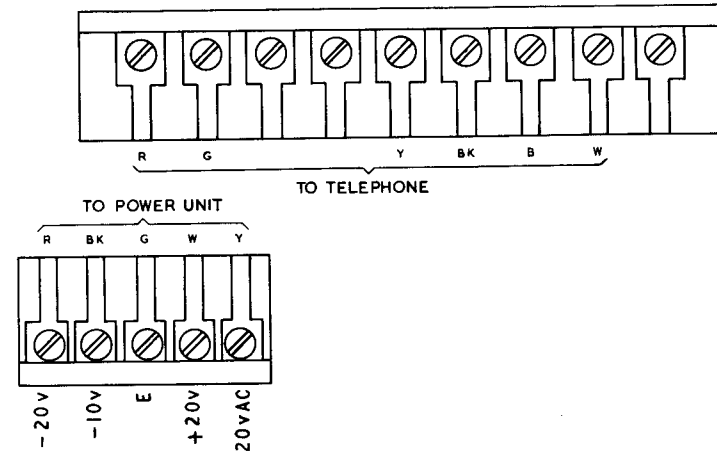 R G Y BK B W
TO TELEPHONE
TO POWER UNIT
R BK G W Y
-20v -10v E +20v 20vAC